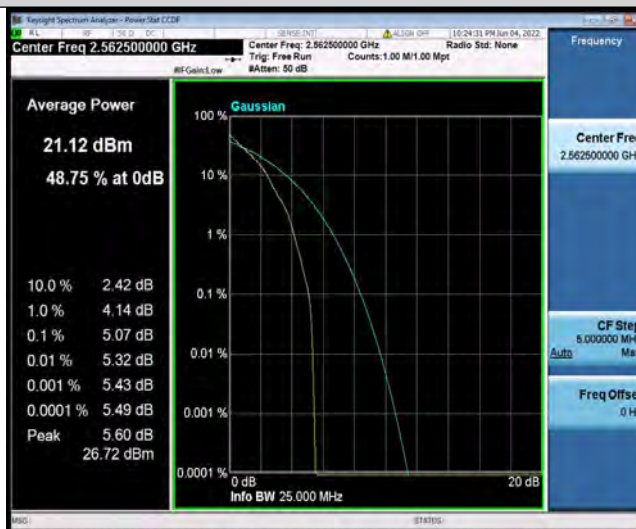 Keysight Spectrum Analyzer - Power Stat CCDF
RL RF 50 Ω DC SENSE:INT ALIGN OFF 10:24:31 PM Jun 04, 2022
Center Freq 2.562500000 GHz
Center Freq: 2.562500000 GHz Radio Std: None
Trig: Free Run Counts:1.00 M/1.00 Mpt
#IFGain:Low #Atten: 50 dB
Frequency
Average Power
21.12 dBm
48.75 % at 0dB
10.0 % 2.42 dB
1.0 % 4.14 dB
0.1 % 5.07 dB
0.01 % 5.32 dB
0.001 % 5.43 dB
0.0001 % 5.49 dB
Peak 5.60 dB
26.72 dBm
Gaussian
100 %
10 %
1 %
0.1 %
0.01 %
0.001 %
0.0001 %
0 dB 20 dB
Info BW 25.000 MHz
Center Fre
2.562500000 GH
CF Step
5.000000 MH
Auto Ma
Freq Offse
0 H
MSG STATUS